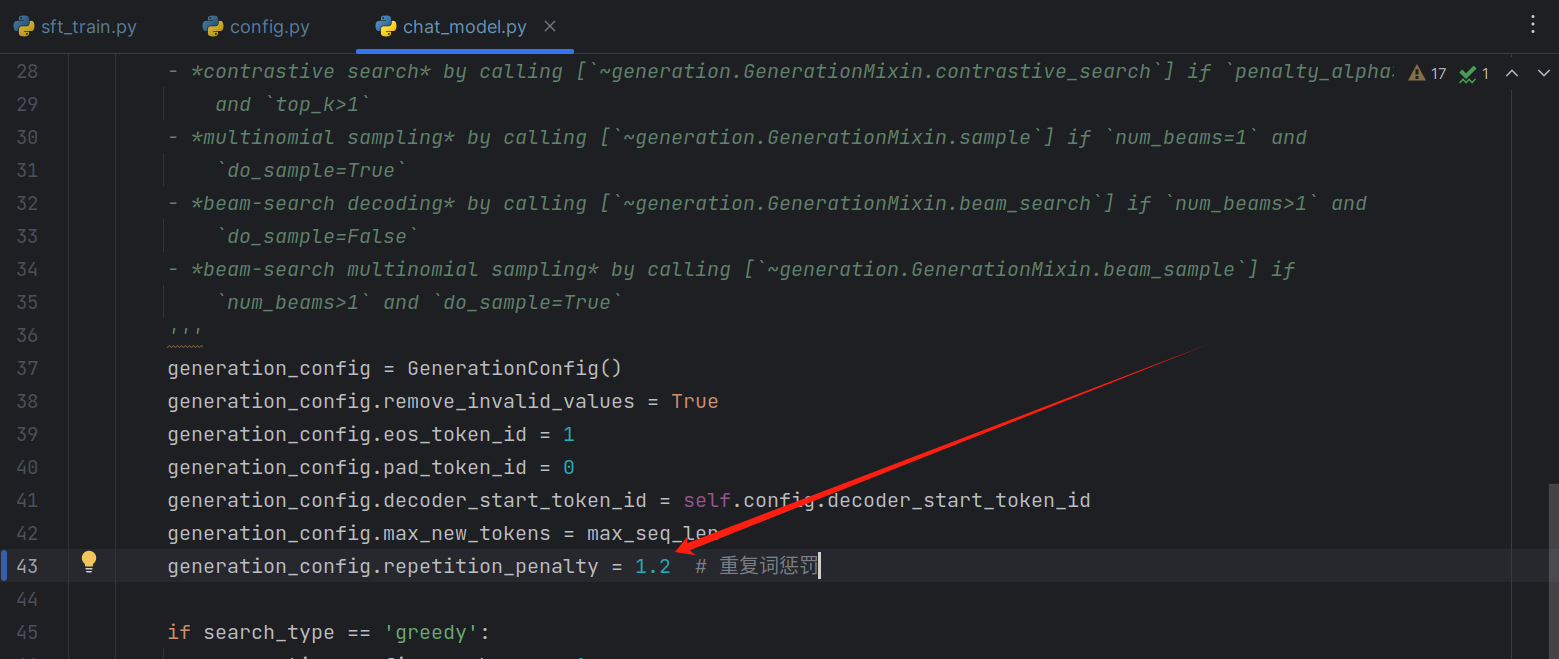 sft_train.py config.py chat_model.py
28 - *contrastive search* by calling [`~generation.GenerationMixin.contrastive_search`] if `penalty_alpha 17 1
29 and `top_k>1`
30 - *multinomial sampling* by calling [`~generation.GenerationMixin.sample`] if `num_beams=1` and
31 `do_sample=True`
32 - *beam-search decoding* by calling [`~generation.GenerationMixin.beam_search`] if `num_beams>1` and
33 `do_sample=False`
34 - *beam-search multinomial sampling* by calling [`~generation.GenerationMixin.beam_sample`] if
35 `num_beams>1` and `do_sample=True`
36 '''
37 generation_config = GenerationConfig()
38 generation_config.remove_invalid_values = True
39 generation_config.eos_token_id = 1
40 generation_config.pad_token_id = 0
41 generation_config.decoder_start_token_id = self.config.decoder_start_token_id
42 generation_config.max_new_tokens = max_seq_len
43 generation_config.repetition_penalty = 1.2 # 重复词惩罚
44
45 if search_type == 'greedy':